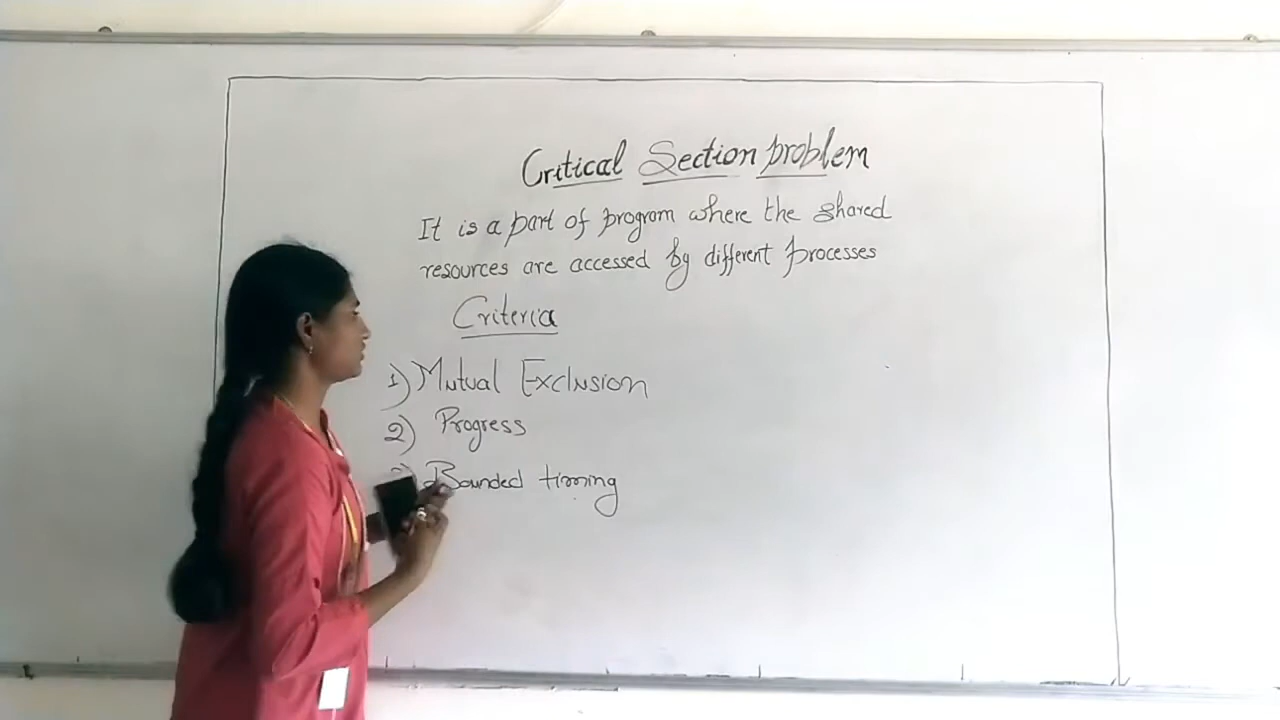 Critical Section problem
It is a part of program where the shared
resources are accessed by different processes
Criteria
1) Mutual Exclusion
2) Progress
3) Bounded timing